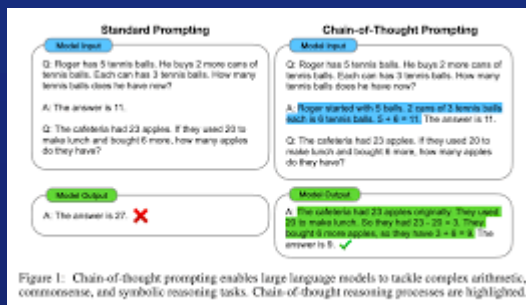 Standard Prompting
Model Input
Q: Roger has 5 tennis balls. He buys 2 more cans of
tennis balls. Each can has 3 tennis balls. How many
tennis balls does he have now?
A: The answer is 11.
Q: The cafeteria had 23 apples. If they used 20 to
make lunch and bought 6 more, how many apples
do they have?
Model Output
A: The answer is 27.
Chain-of-Thought Prompting
Model Input
Q: Roger has 5 tennis balls. He buys 2 more cans of
tennis balls. Each can has 3 tennis balls. How many
tennis balls does he have now?
A: Roger started with 5 balls. 2 cans of 3 tennis balls
each is 6 tennis balls. 5 + 6 = 11. The answer is 11.
Q: The cafeteria had 23 apples. If they used 20 to
make lunch and bought 6 more, how many apples
do they have?
Model Output
A: The cafeteria had 23 apples originally. They used
20 to make lunch. So they had 23 - 20 = 3. They
bought 6 more apples, so they have 3 + 6 = 9. The
answer is 9.
Figure 1: Chain-of-thought prompting enables large language models to tackle complex arithmetic,
commonsense, and symbolic reasoning tasks. Chain-of-thought reasoning processes are highlighted.